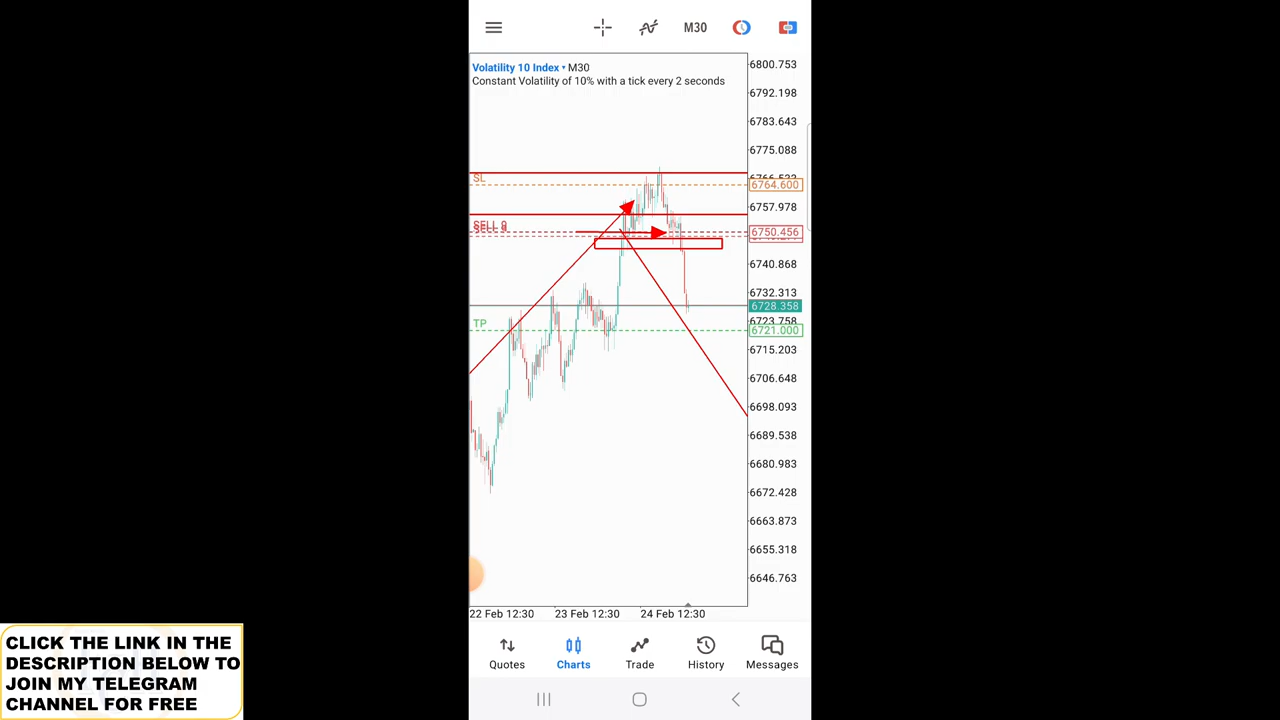 M30
Volatility 10 Index ▾ M30
Constant Volatility of 10% with a tick every 2 seconds
6800.753
6792.198
6783.643
6775.088
SL
6764.600
6757.978
6750.456
6740.868
6732.313
6728.358
6723.758
TP
6721.000
6715.203
6706.648
6698.093
6689.538
6680.983
6672.428
6663.873
6655.318
6646.763
22 Feb 12:30 23 Feb 12:30 24 Feb 12:30
Quotes Charts Trade History Messages
CLICK THE LINK IN THE
DESCRIPTION BELOW TO
JOIN MY TELEGRAM
CHANNEL FOR FREE